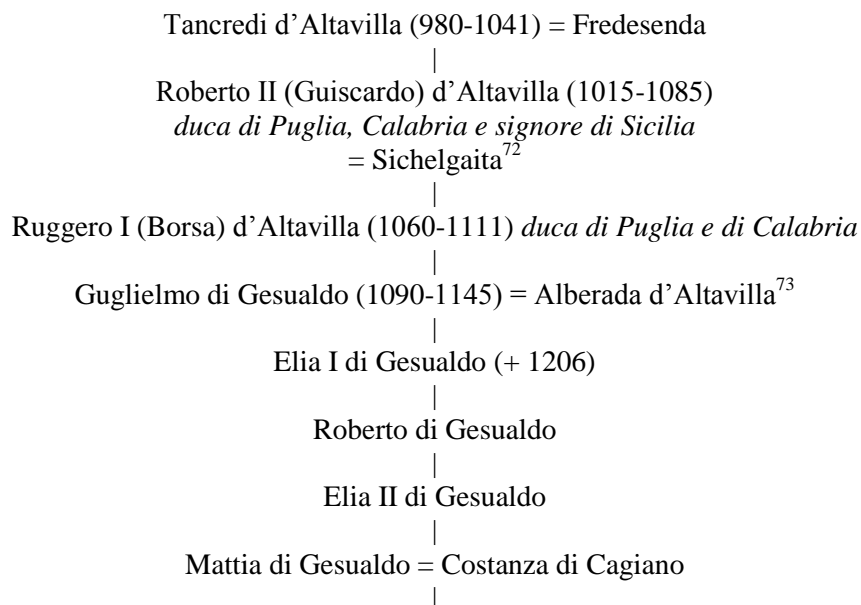 Tancredi d’Altavilla (980-1041) = Fredesenda
|
Roberto II (Guiscardo) d’Altavilla (1015-1085)
duca di Puglia, Calabria e signore di Sicilia
= Sichelgaita72
|
Ruggero I (Borsa) d’Altavilla (1060-1111) duca di Puglia e di Calabria
|
Guglielmo di Gesualdo (1090-1145) = Alberada d’Altavilla73
|
Elia I di Gesualdo (+ 1206)
|
Roberto di Gesualdo
|
Elia II di Gesualdo
|
Mattia di Gesualdo = Costanza di Cagiano
|